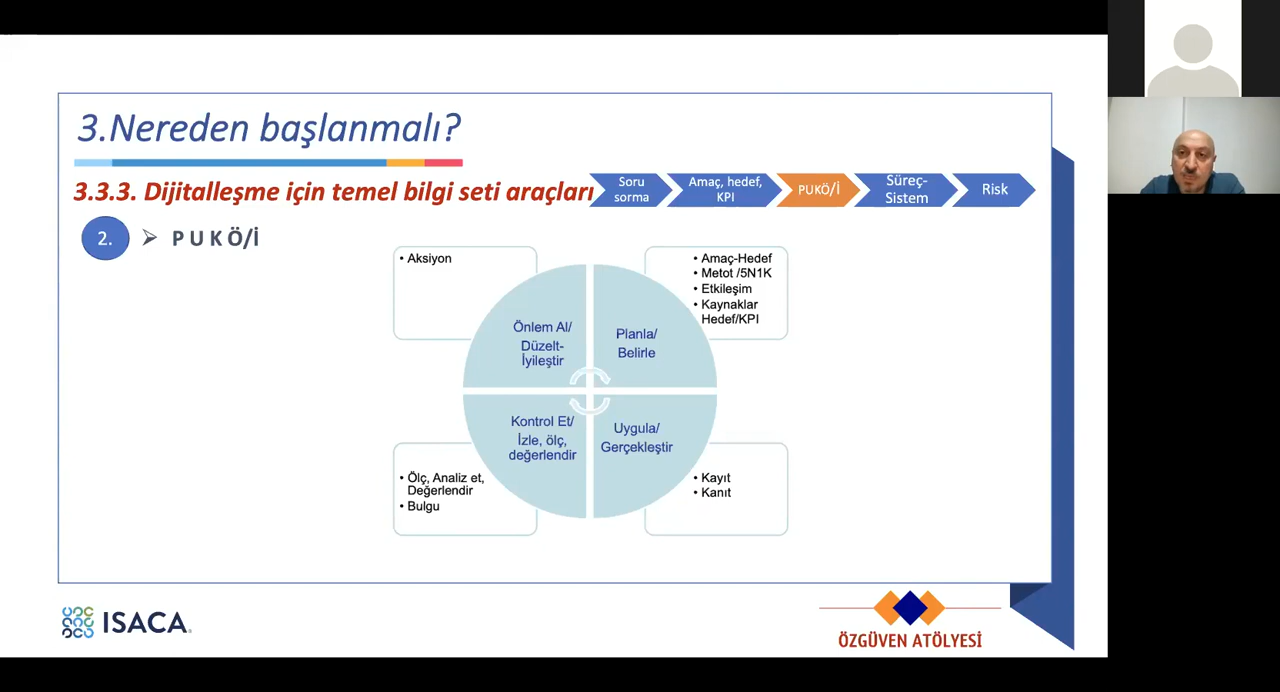 3.Nereden başlanmalı?
3.3.3. Dijitalleşme için temel bilgi seti araçları
Soru
sorma
Amaç, hedef,
KPI
PUKÖ/İ
Süreç-
Sistem
Risk
2.
➢ P U K Ö/İ
• Aksiyon
• Amaç-Hedef
• Metot /5N1K
• Etkileşim
• Kaynaklar
Hedef/KPI
Önlem Al/
Düzelt-
İyileştir
Planla/
Belirle
Kontrol Et/
İzle, ölç,
değerlendir
Uygula/
Gerçekleştir
• Ölç, Analiz et,
Değerlendir
• Bulgu
• Kayıt
• Kanıt
ISACA.
ÖZGÜVEN ATÖLYESİ